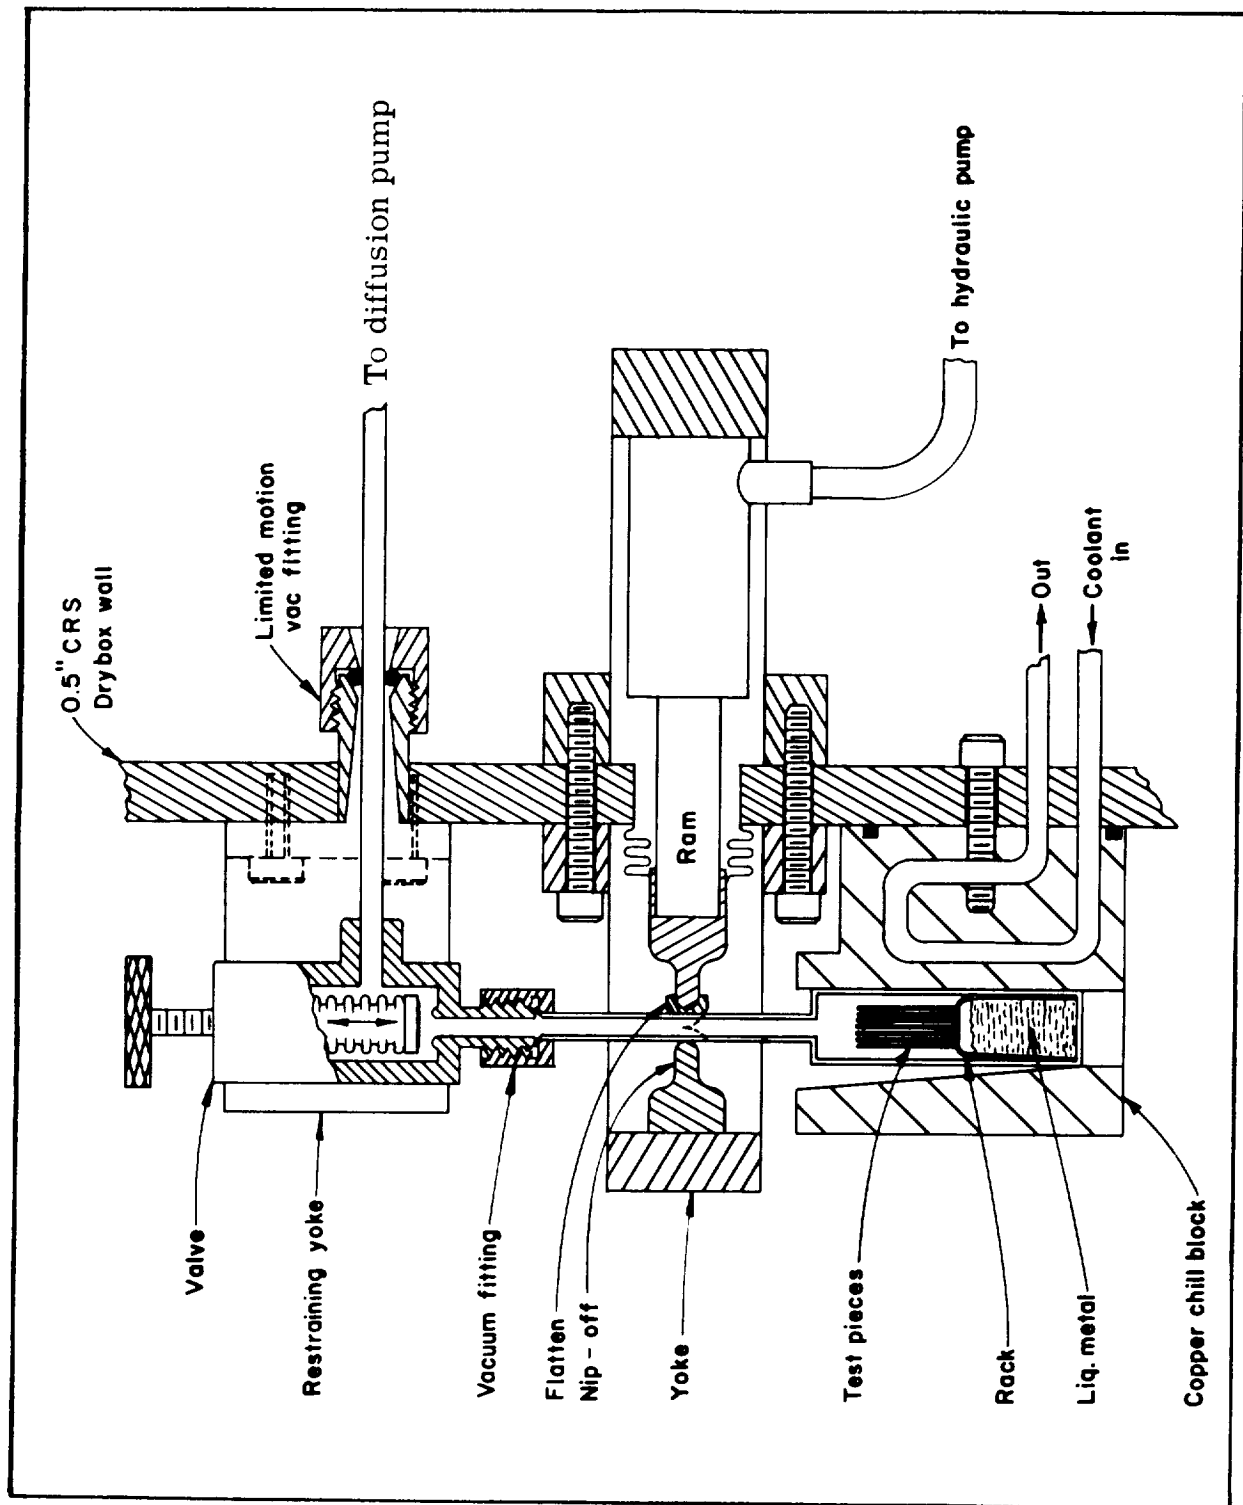 0.5" CRS
Drybox wall
Limited motion
vac fitting
To diffusion pump
To hydraulic pump
Out
Coolant
in
Ram
Valve
Restraining yoke
Vacuum fitting
Flatten
Nip-off
Yoke
Test pieces
Rack
Liq. metal
Copper chill block